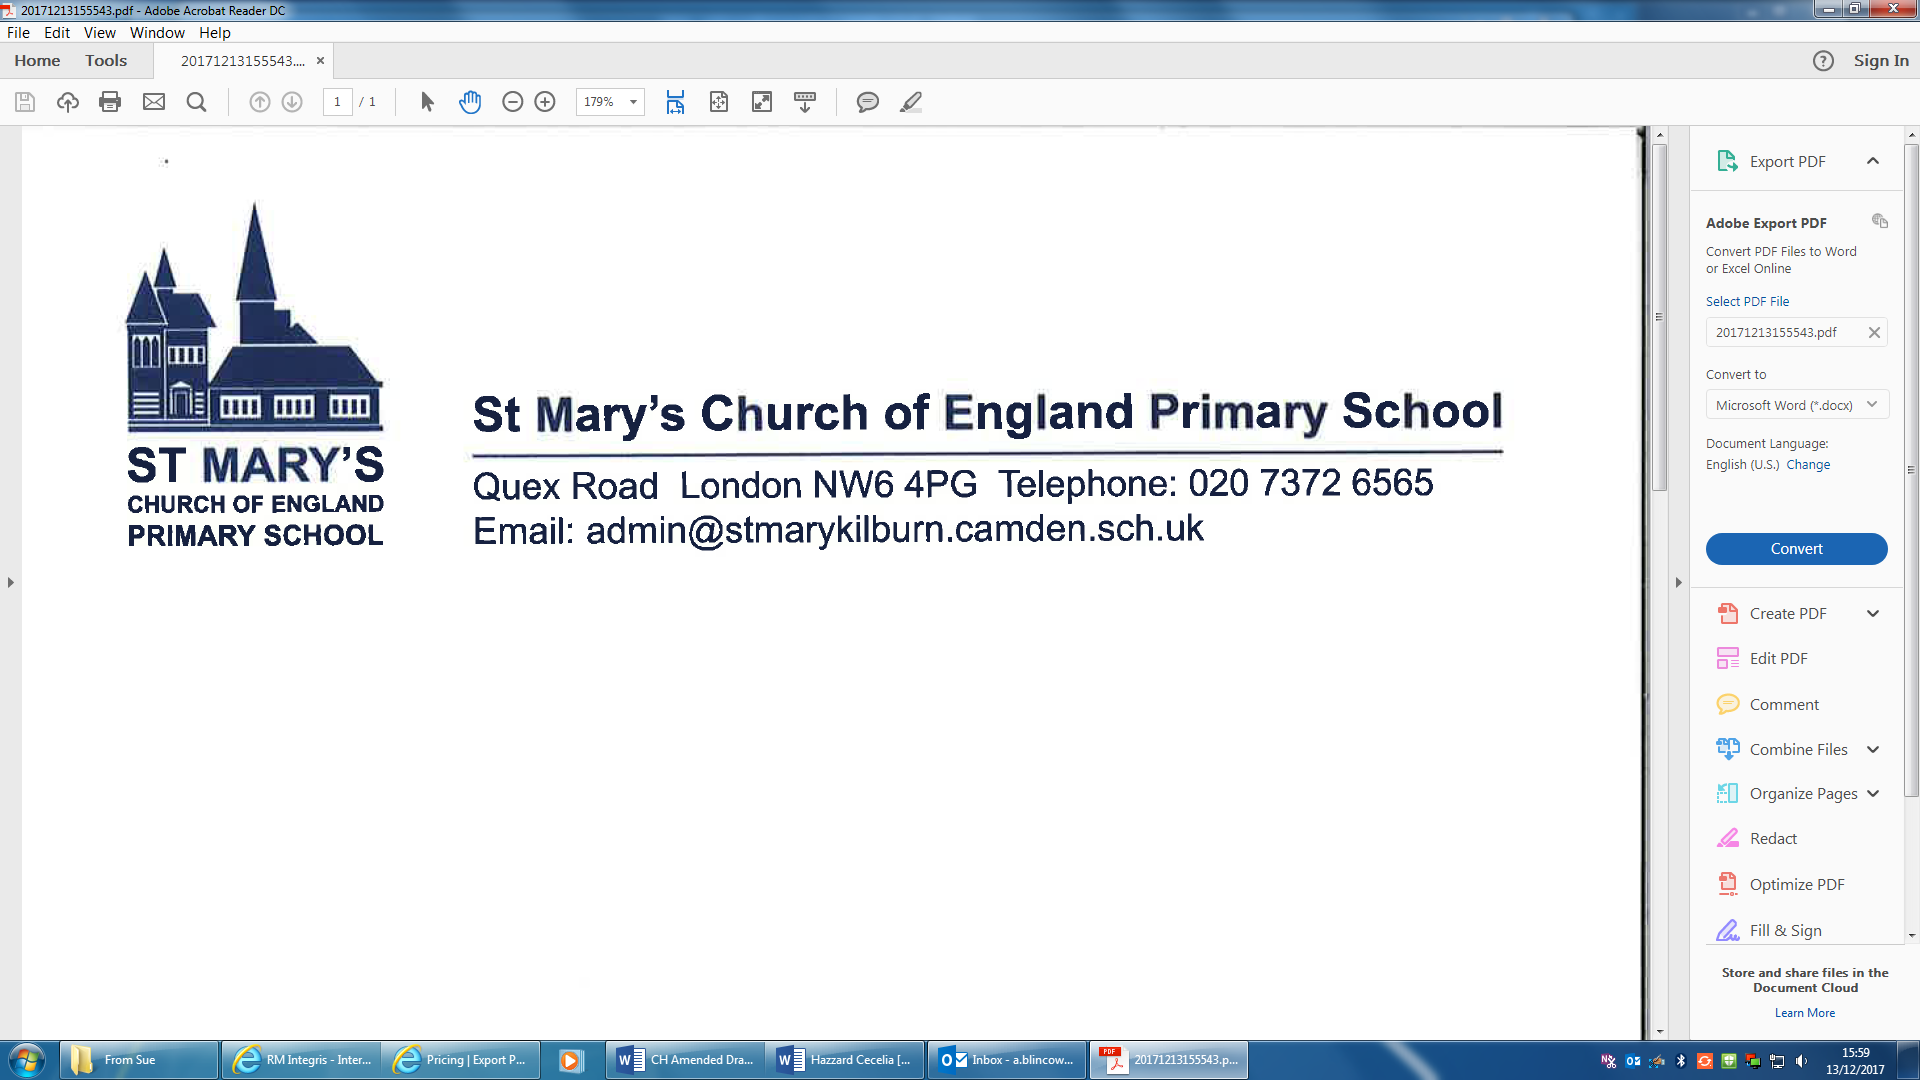 20171213155543.pdf - Adobe Acrobat Reader DC
File Edit View Window Help
Home Tools 20171213155543.... × Sign In
1 / 1 179%
ST MARY'S
CHURCH OF ENGLAND
PRIMARY SCHOOL
St Mary's Church of England Primary School
Quex Road London NW6 4PG Telephone: 020 7372 6565
Email: admin@stmarykilburn.camden.sch.uk
Export PDF
Adobe Export PDF
Convert PDF Files to Word
or Excel Online
Select PDF File
20171213155543.pdf
Convert to
Microsoft Word (*.docx)
Document Language:
English (U.S.) Change
Convert
Create PDF
Edit PDF
Comment
Combine Files
Organize Pages
Redact
Optimize PDF
Fill & Sign
Store and share files in the
Document Cloud
Learn More
From Sue
RM Integris - Inter...
Pricing | Export P...
CH Amended Dra...
Hazzard Cecelia [...
Inbox - a.blincow...
20171213155543.p...
15:59
13/12/2017